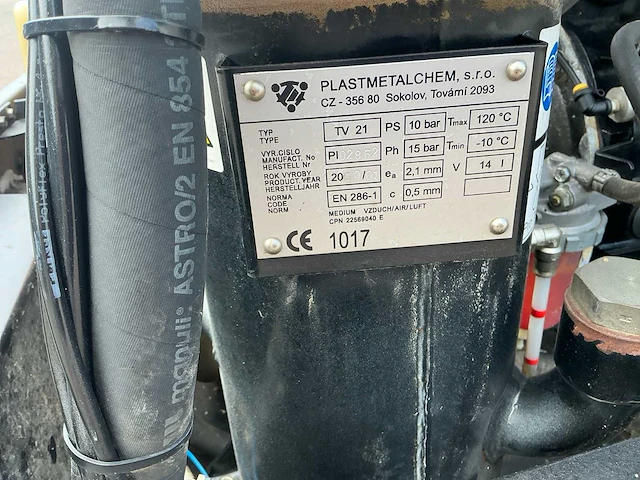 PLASTMETALCHEM, s.r.o.
CZ - 356 80 Sokolov, Tovární 2093
TYP
TYPE
TV 21
PS
10 bar
Tmax
120 °C
VYR.CISLO
MANUFACT. No
HERSTELL Nr
Ph
15 bar
Tmin
-10 °C
ROK VYROBY
PRODUCT. YEAR
HERSTELLJAHR
20
ea
2,1 mm
V
14 l
NORMA
CODE
NORM
EN 286-1
c
0,5 mm
MEDIUM VZDUCH/AIR/LUFT
CPN 22569040 E
CE 1017
manuli® ASTRO/2 EN 854